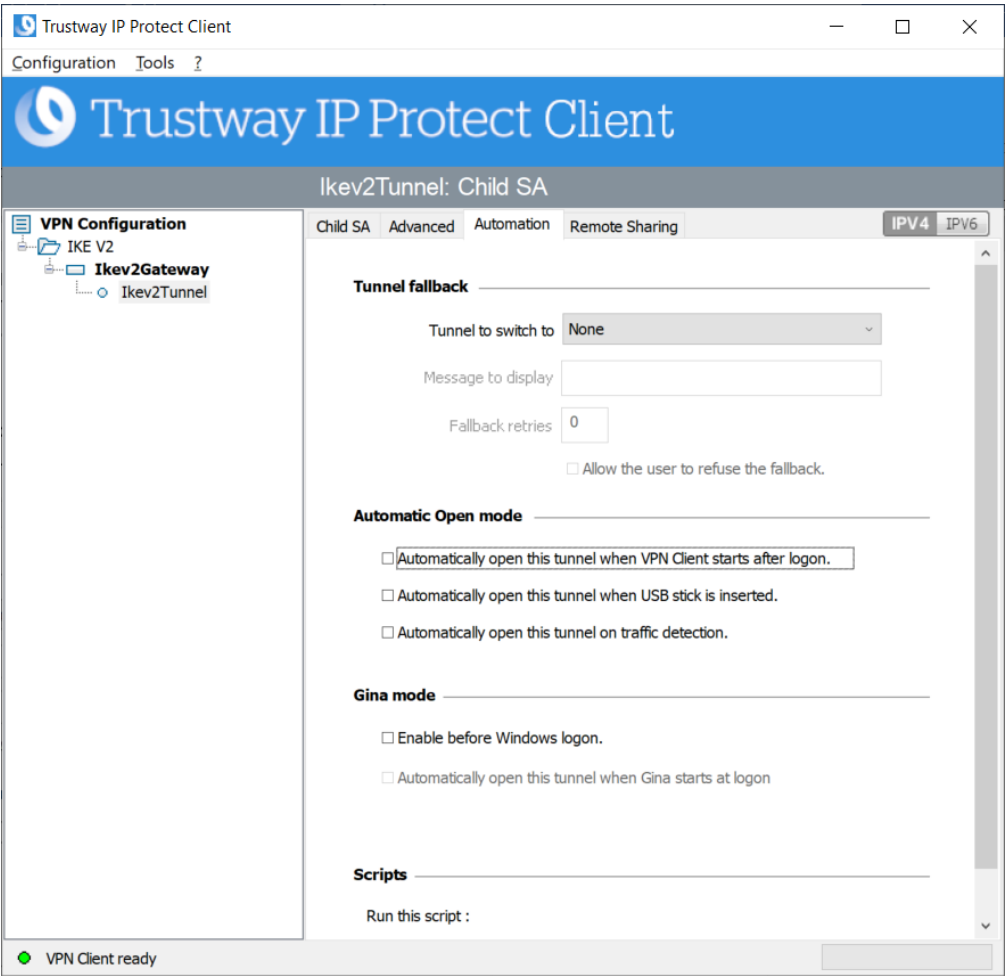 Trustway IP Protect Client
Configuration Tools ?
Trustway IP Protect Client
Ikev2Tunnel: Child SA
VPN Configuration
IKE V2
Ikev2Gateway
Ikev2Tunnel
Child SA Advanced Automation Remote Sharing IPV4 IPV6
Tunnel fallback
Tunnel to switch to None
Message to display
Fallback retries 0
Allow the user to refuse the fallback.
Automatic Open mode
Automatically open this tunnel when VPN Client starts after logon.
Automatically open this tunnel when USB stick is inserted.
Automatically open this tunnel on traffic detection.
Gina mode
Enable before Windows logon.
Automatically open this tunnel when Gina starts at logon
Scripts
Run this script :
VPN Client ready